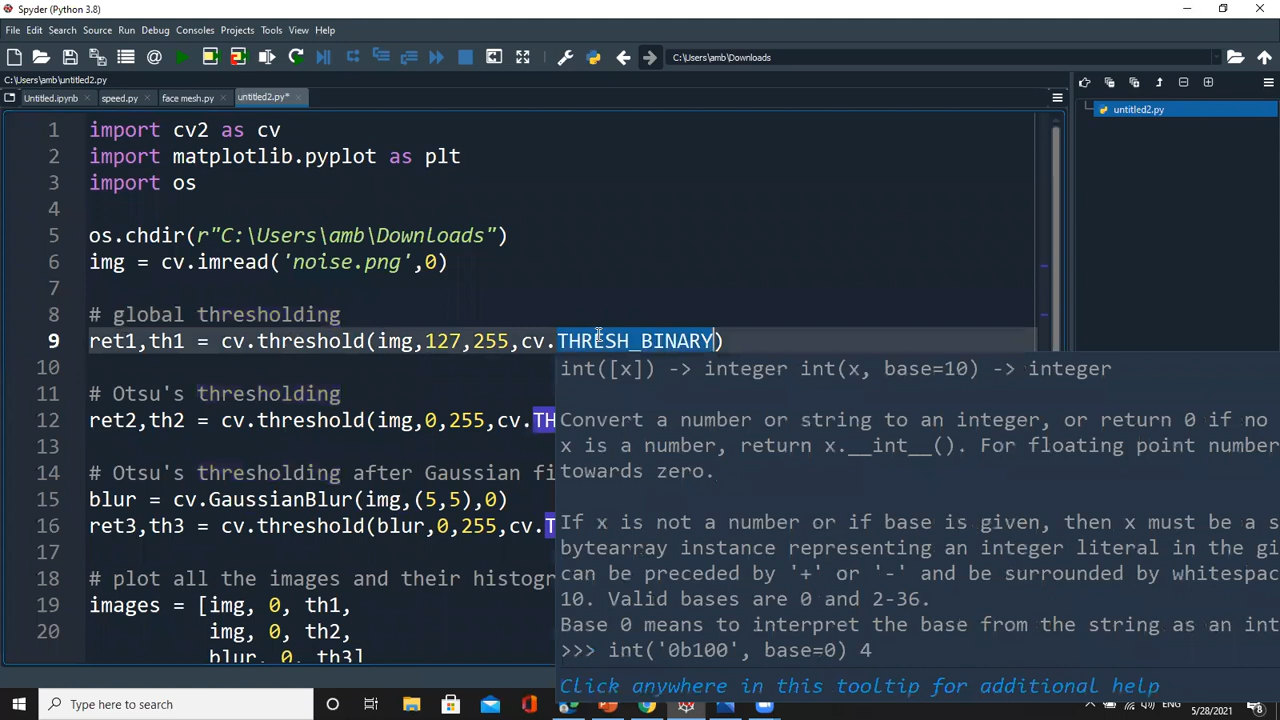 Spyder (Python 3.8)
File Edit Search Source Run Debug Consoles Projects Tools View Help
C:\Users\amb\Downloads
C:\Users\amb\untitled2.py
Untitled.ipynb speed.py face mesh.py untitled2.py*
untitled2.py
1 import cv2 as cv
2 import matplotlib.pyplot as plt
3 import os
4
5 os.chdir(r"C:\Users\amb\Downloads")
6 img = cv.imread('noise.png',0)
7
8 # global thresholding
9 ret1,th1 = cv.threshold(img,127,255,cv.THRESH_BINARY)
10
11 # Otsu's thresholding
12 ret2,th2 = cv.threshold(img,0,255,cv.TH
13
14 # Otsu's thresholding after Gaussian fi
15 blur = cv.GaussianBlur(img,(5,5),0)
16 ret3,th3 = cv.threshold(blur,0,255,cv.T
17
18 # plot all the images and their histogr
19 images = [img, 0, th1,
20 img, 0, th2,
blur, 0, th3]
int([x]) -> integer int(x, base=10) -> integer
Convert a number or string to an integer, or return 0 if no
x is a number, return x.__int__(). For floating point number
towards zero.
If x is not a number or if base is given, then x must be a s
bytearray instance representing an integer literal in the gi
can be preceded by '+' or '-' and be surrounded by whitespac
10. Valid bases are 0 and 2-36.
Base 0 means to interpret the base from the string as an int
>>> int('0b100', base=0) 4
Click anywhere in this tooltip for additional help
Type here to search
5/28/2021